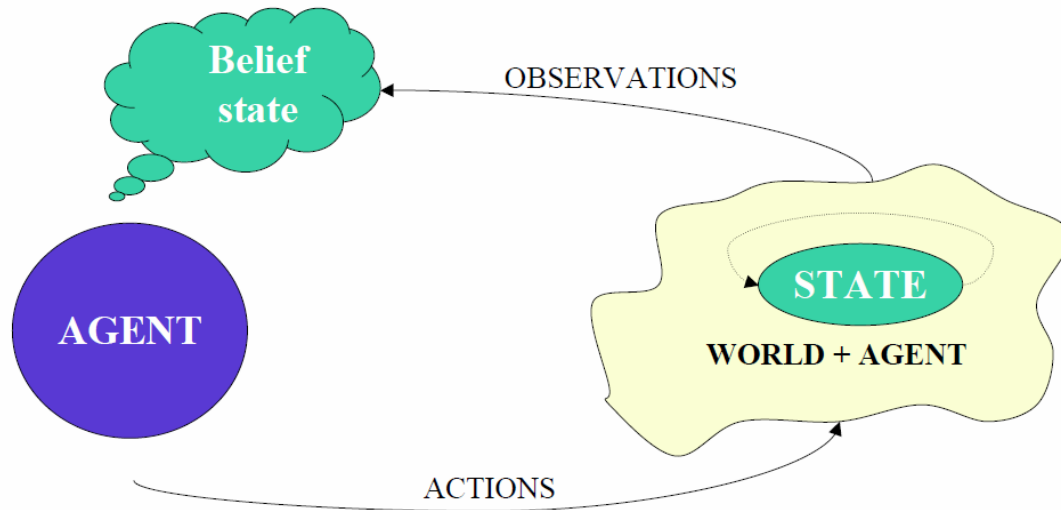 Belief
state
OBSERVATIONS
AGENT
STATE
WORLD + AGENT
ACTIONS